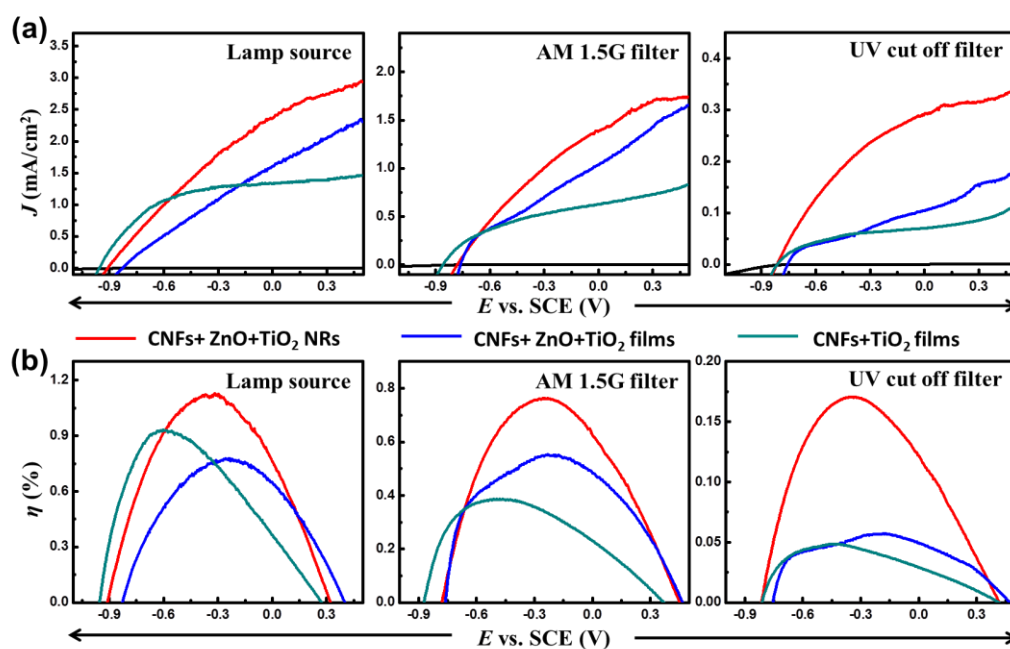 (a)
Lamp source
AM 1.5G filter
UV cut off filter
J (mA/cm²)
3.5
3.0
2.5
2.0
1.5
1.0
0.5
0.0
2.4
1.8
1.2
0.6
0.0
0.4
0.3
0.2
0.1
0.0
-0.9 -0.6 -0.3 0.0 0.3
-0.9 -0.6 -0.3 0.0 0.3
-0.9 -0.6 -0.3 0.0 0.3
E vs. SCE (V)
CNFs+ ZnO+TiO₂ NRs
CNFs+ ZnO+TiO₂ films
CNFs+TiO₂ films
(b)
Lamp source
AM 1.5G filter
UV cut off filter
η (%)
1.2
0.9
0.6
0.3
0.0
0.8
0.6
0.4
0.2
0.0
0.20
0.15
0.10
0.05
0.00
-0.9 -0.6 -0.3 0.0 0.3
-0.9 -0.6 -0.3 0.0 0.3
-0.9 -0.6 -0.3 0.0 0.3
E vs. SCE (V)